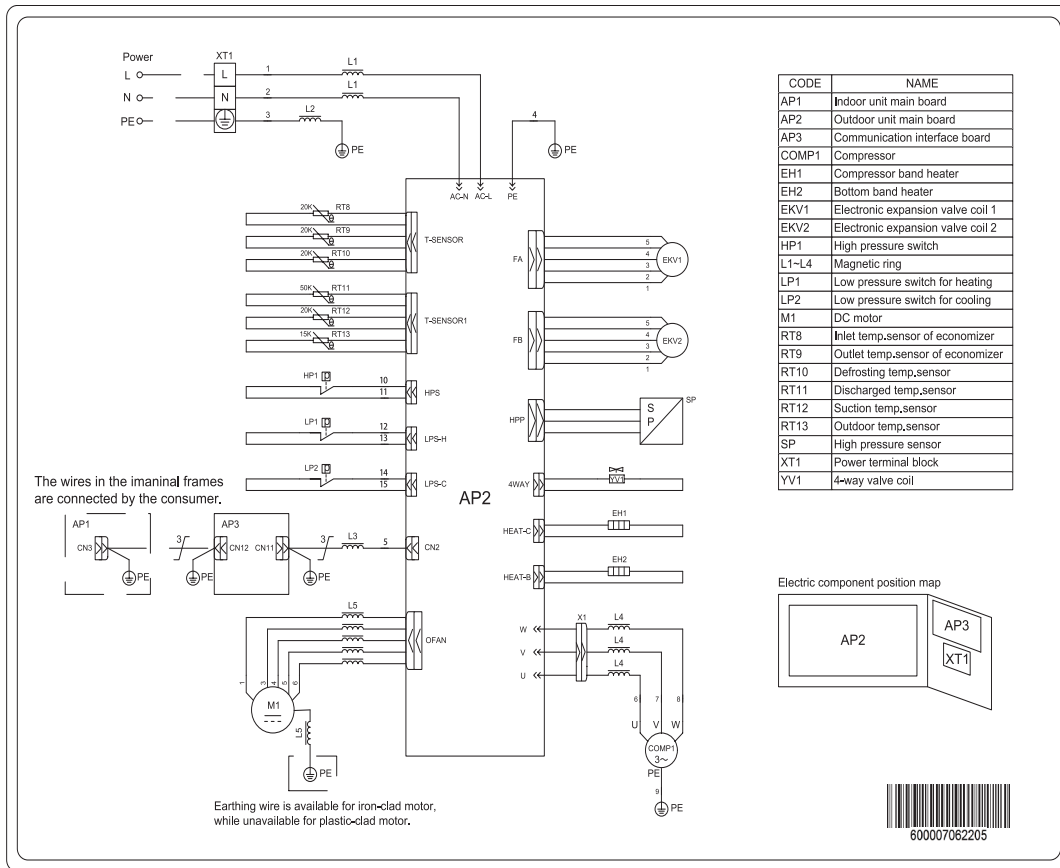 Power
XT1
L
L
1
L1
N
N
2
L1
PE
3
L2
PE
4
PE
AC-N
AC-L
PE
20K
RT8
20K
RT9
20K
RT10
T-SENSOR
50K
RT11
20K
RT12
15K
RT13
T-SENSOR1
HP1
P
10
11
HPS
LP1
P
12
13
LPS-H
LP2
P
14
15
LPS-C
AP2
The wires in the imaninal frames
are connected by the consumer.
AP1
CN3
PE
3
PE
AP3
CN12
CN11
PE
3
L3
5
CN2
L5
OFAN
1
3
4
5
6
M1
L5
PE
Earthing wire is available for iron-clad motor,
while unavailable for plastic-clad motor.
FA
5
4
3
2
1
EKV1
FB
5
4
3
2
1
EKV2
HPP
S
P
SP
4WAY
YV1
HEAT-C
EH1
HEAT-B
EH2
X1
W
L4
V
L4
U
L4
6
7
8
U
V
W
COMP1
3~
PE
9
PE
CODE NAME
AP1 Indoor unit main board
AP2 Outdoor unit main board
AP3 Communication interface board
COMP1 Compressor
EH1 Compressor band heater
EH2 Bottom band heater
EKV1 Electronic expansion valve coil 1
EKV2 Electronic expansion valve coil 2
HP1 High pressure switch
L1~L4 Magnetic ring
LP1 Low pressure switch for heating
LP2 Low pressure switch for cooling
M1 DC motor
RT8 Inlet temp.sensor of economizer
RT9 Outlet temp.sensor of economizer
RT10 Defrosting temp.sensor
RT11 Discharged temp.sensor
RT12 Suction temp.sensor
RT13 Outdoor temp.sensor
SP High pressure sensor
XT1 Power terminal block
YV1 4-way valve coil
Electric component position map
AP2
AP3
XT1
600007062205